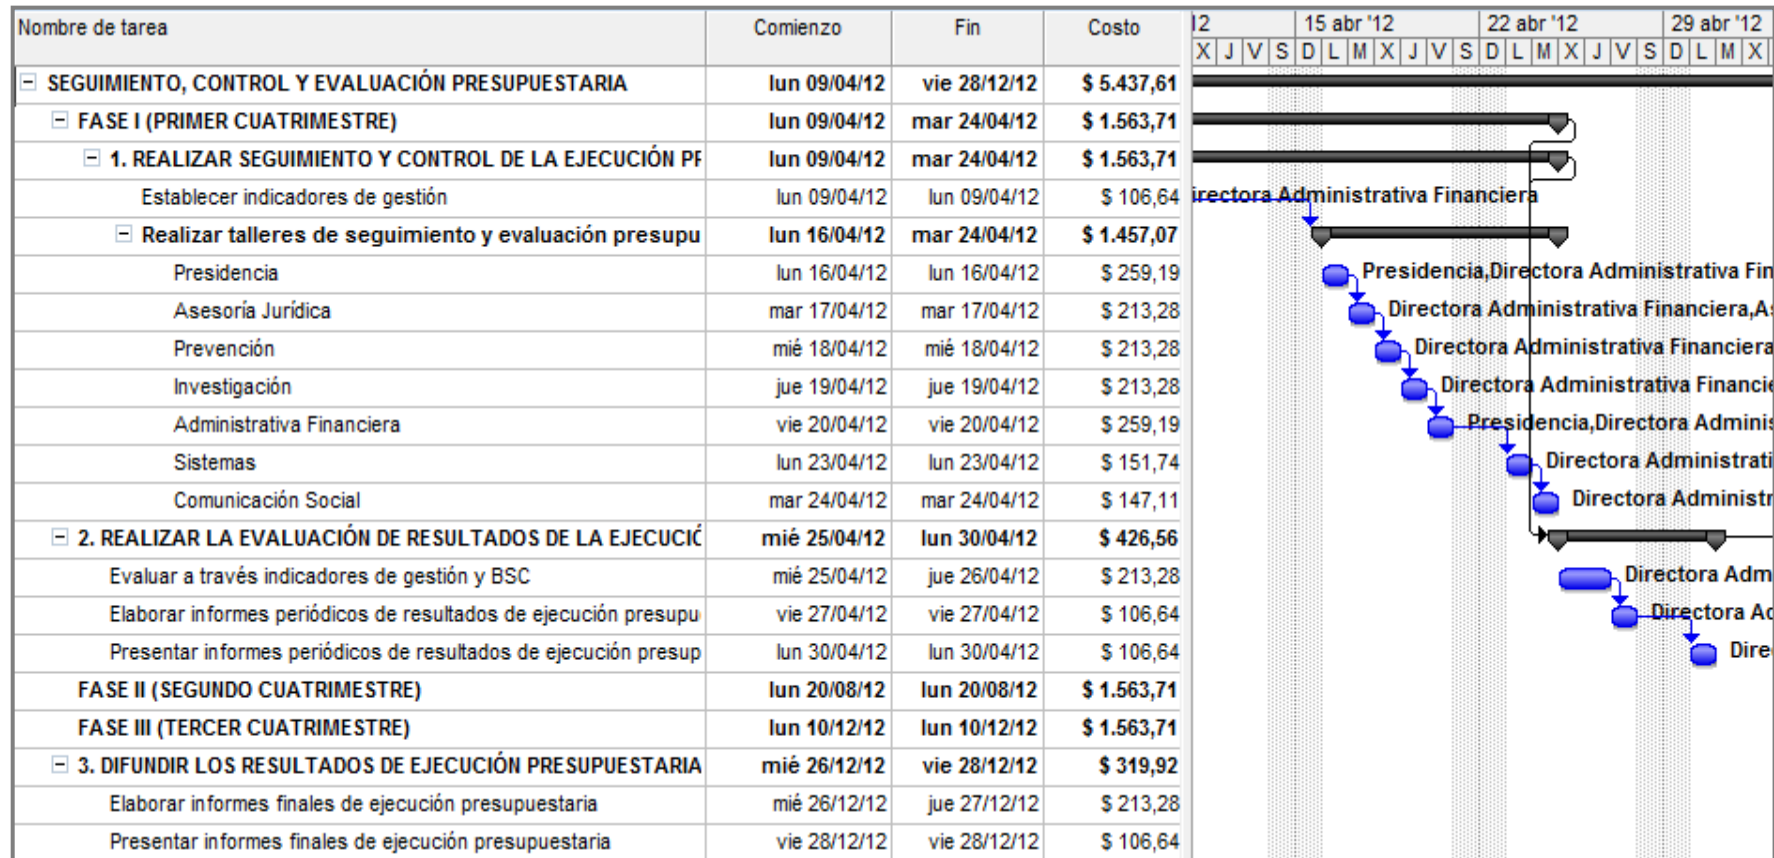 Nombre de tarea Comienzo Fin Costo 12 15 abr '12 22 abr '12 29 abr '12
X J V S D L M X J V S D L M X J V S D L M X
SEGUIMIENTO, CONTROL Y EVALUACIÓN PRESUPUESTARIA lun 09/04/12 vie 28/12/12 $ 5.437,61
FASE I (PRIMER CUATRIMESTRE) lun 09/04/12 mar 24/04/12 $ 1.563,71
1. REALIZAR SEGUIMIENTO Y CONTROL DE LA EJECUCIÓN lun 09/04/12 mar 24/04/12 $ 1.563,71
Establecer indicadores de gestión lun 09/04/12 lun 09/04/12 $ 106,64 irectora Administrativa Financiera
Realizar talleres de seguimiento y evaluación presupu lun 16/04/12 mar 24/04/12 $ 1.457,07
Presidencia lun 16/04/12 lun 16/04/12 $ 259,19 Presidencia,Directora Administrativa Fin
Asesoría Jurídica mar 17/04/12 mar 17/04/12 $ 213,28 Directora Administrativa Financiera,A
Prevención mié 18/04/12 mié 18/04/12 $ 213,28 Directora Administrativa Financiera
Investigación jue 19/04/12 jue 19/04/12 $ 213,28 Directora Administrativa Financie
Administrativa Financiera vie 20/04/12 vie 20/04/12 $ 259,19 Presidencia,Directora Adminis
Sistemas lun 23/04/12 lun 23/04/12 $ 151,74 Directora Administrati
Comunicación Social mar 24/04/12 mar 24/04/12 $ 147,11 Directora Administr
2. REALIZAR LA EVALUACIÓN DE RESULTADOS DE LA EJECUCIÓ mié 25/04/12 lun 30/04/12 $ 426,56
Evaluar a través indicadores de gestión y BSC mié 25/04/12 jue 26/04/12 $ 213,28 Directora Adm
Elaborar informes periódicos de resultados de ejecución presupu vie 27/04/12 vie 27/04/12 $ 106,64 Directora Ad
Presentar informes periódicos de resultados de ejecución presup lun 30/04/12 lun 30/04/12 $ 106,64 Dire
FASE II (SEGUNDO CUATRIMESTRE) lun 20/08/12 lun 20/08/12 $ 1.563,71
FASE III (TERCER CUATRIMESTRE) lun 10/12/12 lun 10/12/12 $ 1.563,71
3. DIFUNDIR LOS RESULTADOS DE EJECUCIÓN PRESUPUESTARIA mié 26/12/12 vie 28/12/12 $ 319,92
Elaborar informes finales de ejecución presupuestaria mié 26/12/12 jue 27/12/12 $ 213,28
Presentar informes finales de ejecución presupuestaria vie 28/12/12 vie 28/12/12 $ 106,64